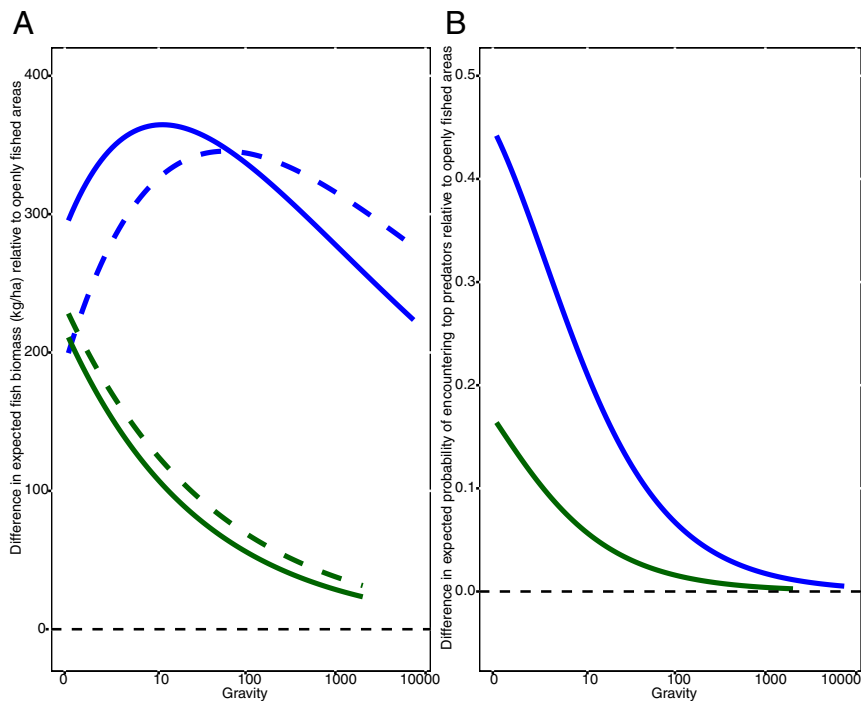 A
B
Difference in expected fish biomass (kg/ha) relative to openly fished areas
400
300
200
100
0
0 10 100 1000 10000
Gravity
Difference in expected probability of encountering top predators relative to openly fished areas
0.5
0.4
0.3
0.2
0.1
0.0
0 10 100 1000 10000
Gravity